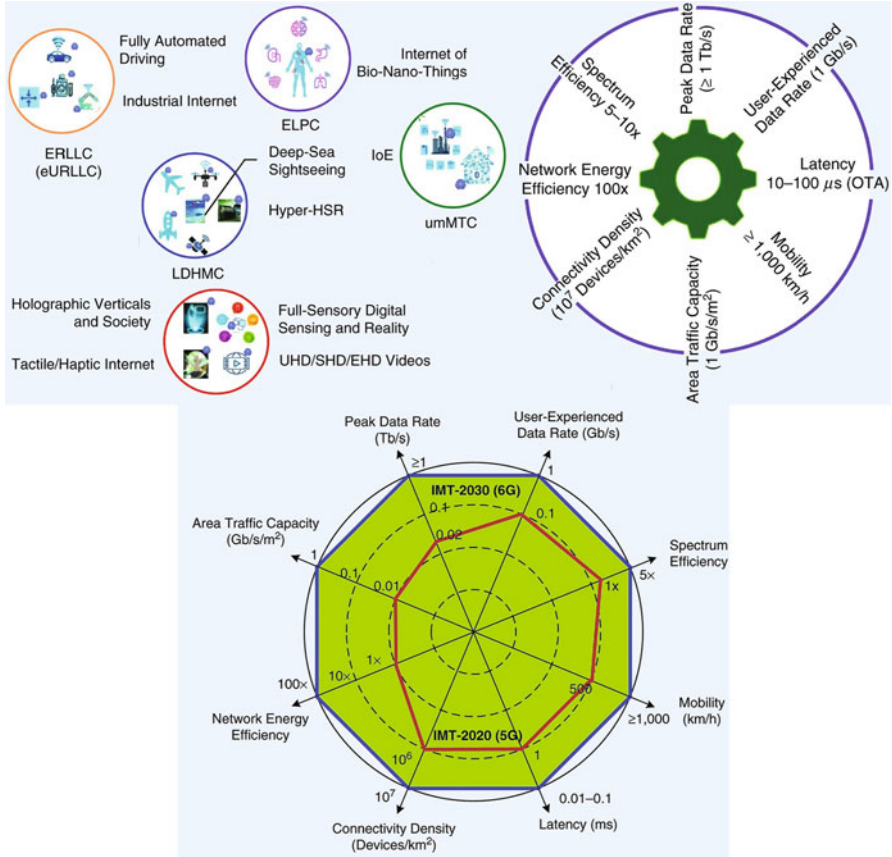 Fully Automated
Driving
Industrial Internet
ERLLC
(eURLLC)
Internet of
Bio-Nano-Things
ELPC
Deep-Sea
Sightseeing
Hyper-HSR
LDHMC
IoE
umMTC
Holographic Verticals
and Society
Tactile/Haptic Internet
Full-Sensory Digital
Sensing and Reality
UHD/SHD/EHD Videos
Peak Data Rate
(≥ 1 Tb/s)
User-Experienced
Data Rate (1 Gb/s)
Latency
10–100 μs (OTA)
Mobility
≥ 1,000 km/h
Area Traffic Capacity
(1 Gb/s/m²)
Connectivity Density
(10⁷ Devices/km²)
Network Energy
Efficiency 100x
Spectrum
Efficiency 5–10x
Peak Data Rate
(Tb/s)
User-Experienced
Data Rate (Gb/s)
≥1
1
IMT-2030 (6G)
0.1
0.1
0.02
Area Traffic Capacity
(Gb/s/m²)
1
0.1
0.01
Spectrum
Efficiency
5×
1x
100×
10×
1×
Network Energy
Efficiency
500
≥1,000
Mobility
(km/h)
IMT-2020 (5G)
10⁶
1
10⁷
0.01–0.1
Connectivity Density
(Devices/km²)
Latency (ms)